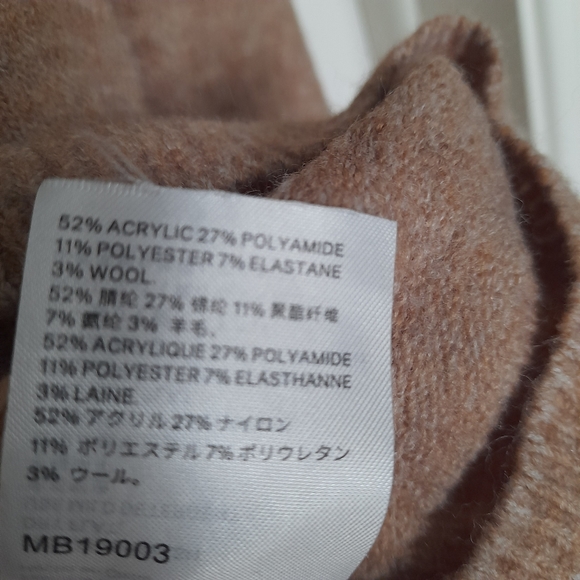 52% ACRYLIC 27% POLYAMIDE
11% POLYESTER 7% ELASTANE
3% WOOL
52% 腈纶 27% 锦纶 11% 聚酯纤维
7% 氨纶 3% 羊毛。
52% ACRYLIQUE 27% POLYAMIDE
11% POLYESTER 7% ELASTHANNE
3% LAINE
52% アクリル 27% ナイロン
11% ポリエステル 7% ポリウレタン
3% ウール。
MB19003